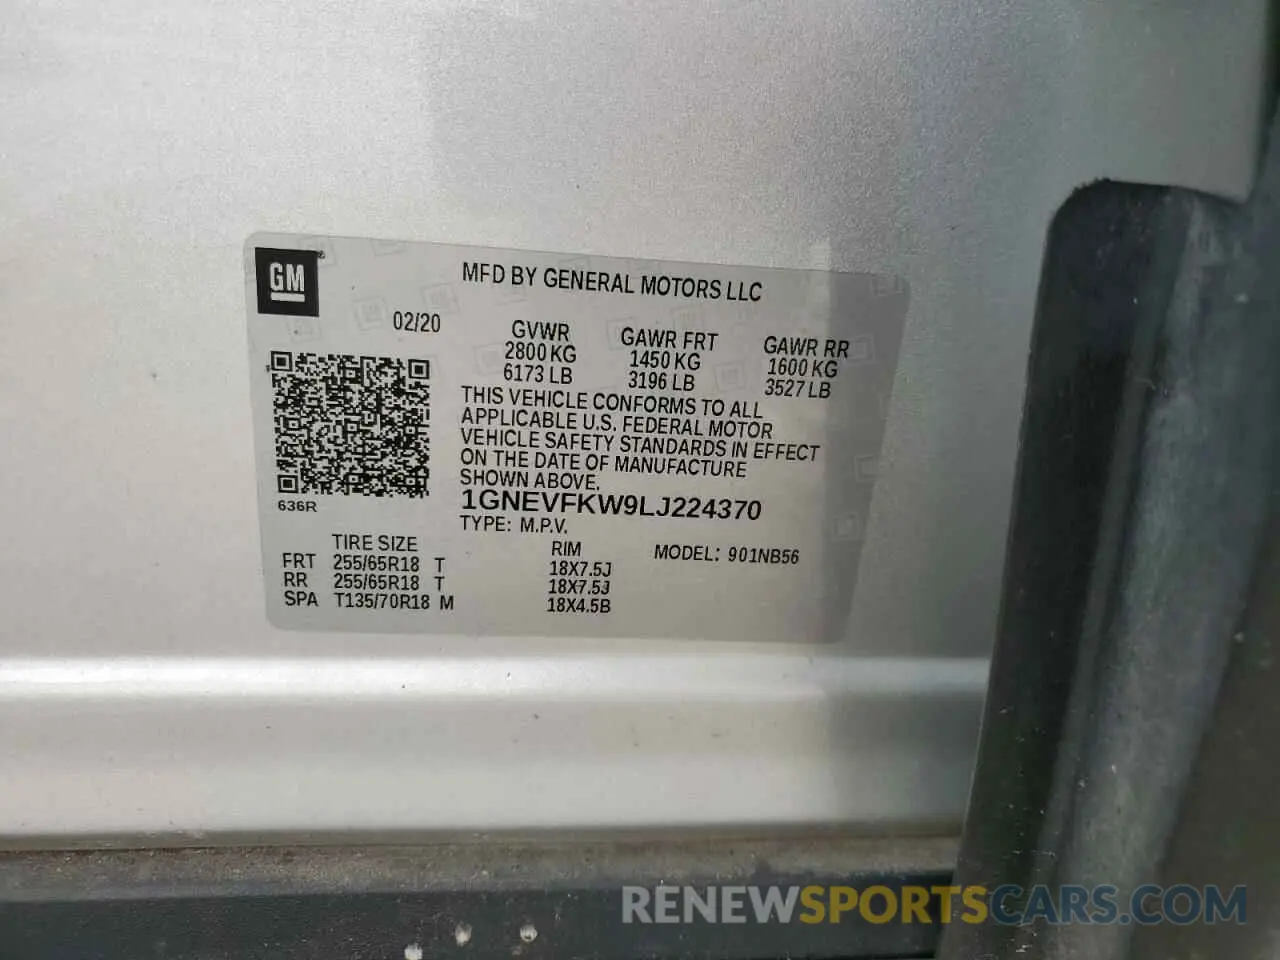 GM
MFD BY GENERAL MOTORS LLC
02/20
GVWR GAWR FRT GAWR RR
2800 KG 1450 KG 1600 KG
6173 LB 3196 LB 3527 LB
THIS VEHICLE CONFORMS TO ALL
APPLICABLE U.S. FEDERAL MOTOR
VEHICLE SAFETY STANDARDS IN EFFECT
ON THE DATE OF MANUFACTURE
SHOWN ABOVE.
636R
1GNEVFKW9LJ224370
TYPE: M.P.V.
TIRE SIZE RIM MODEL: 901NB56
FRT 255/65R18 T 18X7.5J
RR 255/65R18 T 18X7.5J
SPA T135/70R18 M 18X4.5B
RENEWSPORTSCARS.COM